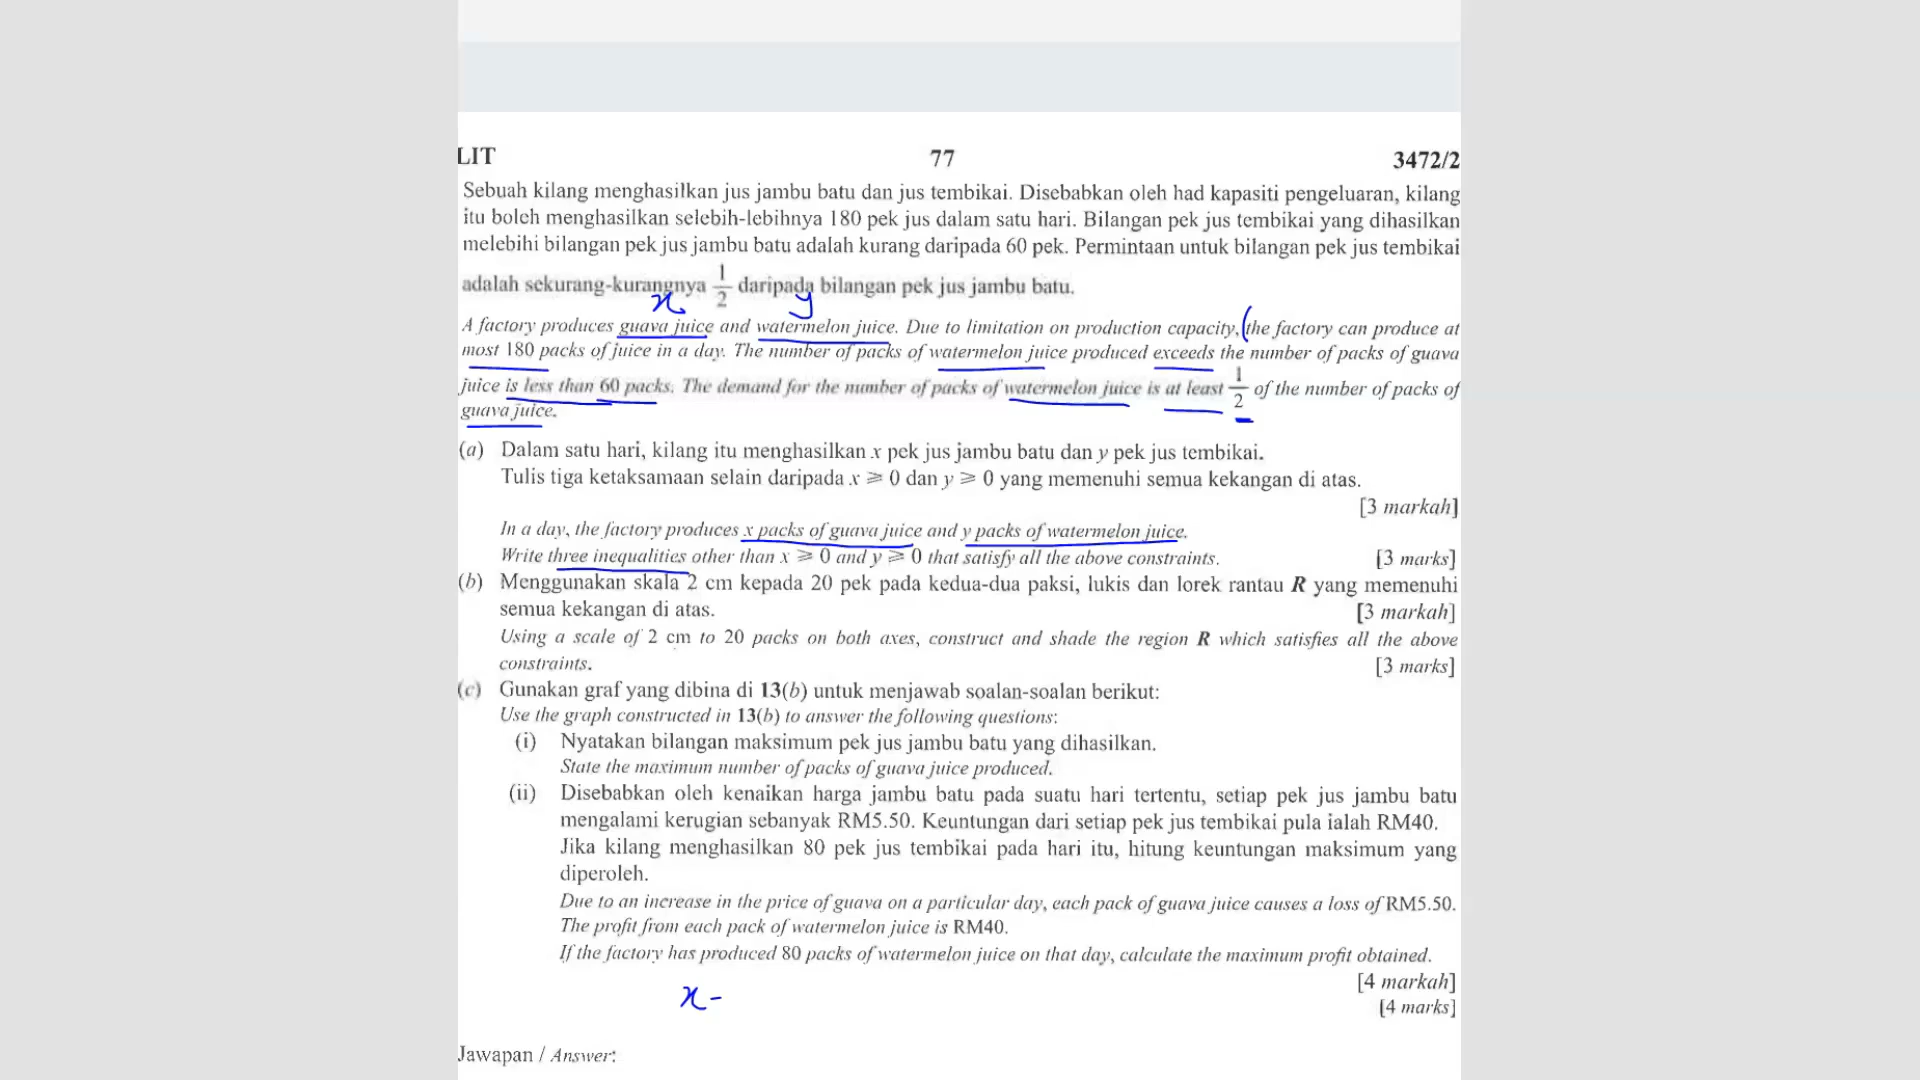 LIT 77 3472/2
Sebuah kilang menghasilkan jus jambu batu dan jus tembikai. Disebabkan oleh had kapasiti pengeluaran, kilang
itu boleh menghasilkan selebih-lebihnya 180 pek jus dalam satu hari. Bilangan pek jus tembikai yang dihasilkan
melebihi bilangan pek jus jambu batu adalah kurang daripada 60 pek. Permintaan untuk bilangan pek jus tembikai
adalah sekurang-kurangnya 1/2 daripada bilangan pek jus jambu batu.
x y
A factory produces guava juice and watermelon juice. Due to limitation on production capacity, (the factory can produce at
most 180 packs of juice in a day. The number of packs of watermelon juice produced exceeds the number of packs of guava
juice is less than 60 packs. The demand for the number of packs of watermelon juice is at least 1/2 of the number of packs of
guava juice.
(a) Dalam satu hari, kilang itu menghasilkan x pek jus jambu batu dan y pek jus tembikai.
Tulis tiga ketaksamaan selain daripada x ⩾ 0 dan y ⩾ 0 yang memenuhi semua kekangan di atas.
[3 markah]
In a day, the factory produces x packs of guava juice and y packs of watermelon juice.
Write three inequalities other than x ⩾ 0 and y ⩾ 0 that satisfy all the above constraints. [3 marks]
(b) Menggunakan skala 2 cm kepada 20 pek pada kedua-dua paksi, lukis dan lorek rantau R yang memenuhi
semua kekangan di atas. [3 markah]
Using a scale of 2 cm to 20 packs on both axes, construct and shade the region R which satisfies all the above
constraints. [3 marks]
(c) Gunakan graf yang dibina di 13(b) untuk menjawab soalan-soalan berikut:
Use the graph constructed in 13(b) to answer the following questions:
(i) Nyatakan bilangan maksimum pek jus jambu batu yang dihasilkan.
State the maximum number of packs of guava juice produced.
(ii) Disebabkan oleh kenaikan harga jambu batu pada suatu hari tertentu, setiap pek jus jambu batu
mengalami kerugian sebanyak RM5.50. Keuntungan dari setiap pek jus tembikai pula ialah RM40.
Jika kilang menghasilkan 80 pek jus tembikai pada hari itu, hitung keuntungan maksimum yang
diperoleh.
Due to an increase in the price of guava on a particular day, each pack of guava juice causes a loss of RM5.50.
The profit from each pack of watermelon juice is RM40.
If the factory has produced 80 packs of watermelon juice on that day, calculate the maximum profit obtained.
[4 markah]
x - [4 marks]
Jawapan / Answer: